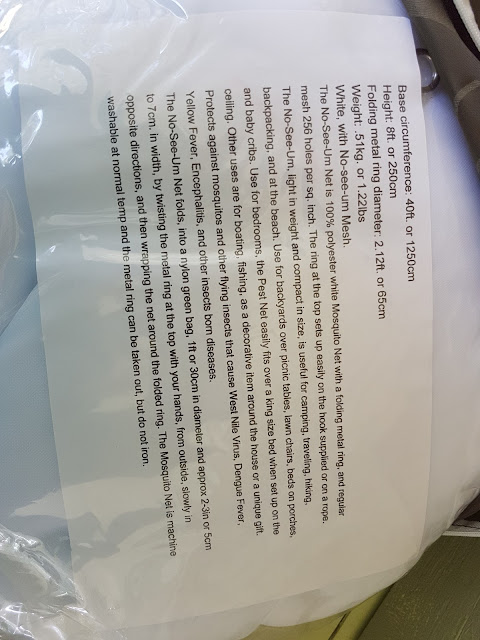 Base circumference: 40ft. or 1250cm
Height: 8ft. or 250cm
Folding metal ring diameter: 2.12ft. or 65cm
Weight: .51kg. or 1.22lbs
White, with No-see-um Mesh.
The No-See-Um Net is 100% polyester white Mosquito Net with a folding metal ring, and regular
mesh 256 holes per sq. inch. The ring at the top sets up easily on the hook supplied or on a rope.
The No-See-Um, light in weight and compact in size, is useful for camping, traveling, hiking,
backpacking, and at the beach. Use for backyards over picnic tables, lawn chairs, beds on porches,
and baby cribs. Use for bedrooms, the Pest Net easily fits over a king size bed when set up on the
ceiling. Other uses are for boating, fishing, as a decorative item around the house or a unique gift.
Protects against mosquitos and other flying insects that cause West Nile Virus, Dengue Fever,
Yellow Fever, Encephalitis, and other insects born diseases.
The No-See-Um Net folds, into a nylon green bag, 1ft or 30cm in diameter and approx 2-3in or 5cm
to 7cm. in width, by twisting the metal ring at the top with your hands, from outside, slowly in
opposite directions, and then wrapping the net around the folded ring. The Mosquito Net is machine
washable at normal temp and the metal ring can be taken out, but do not iron.